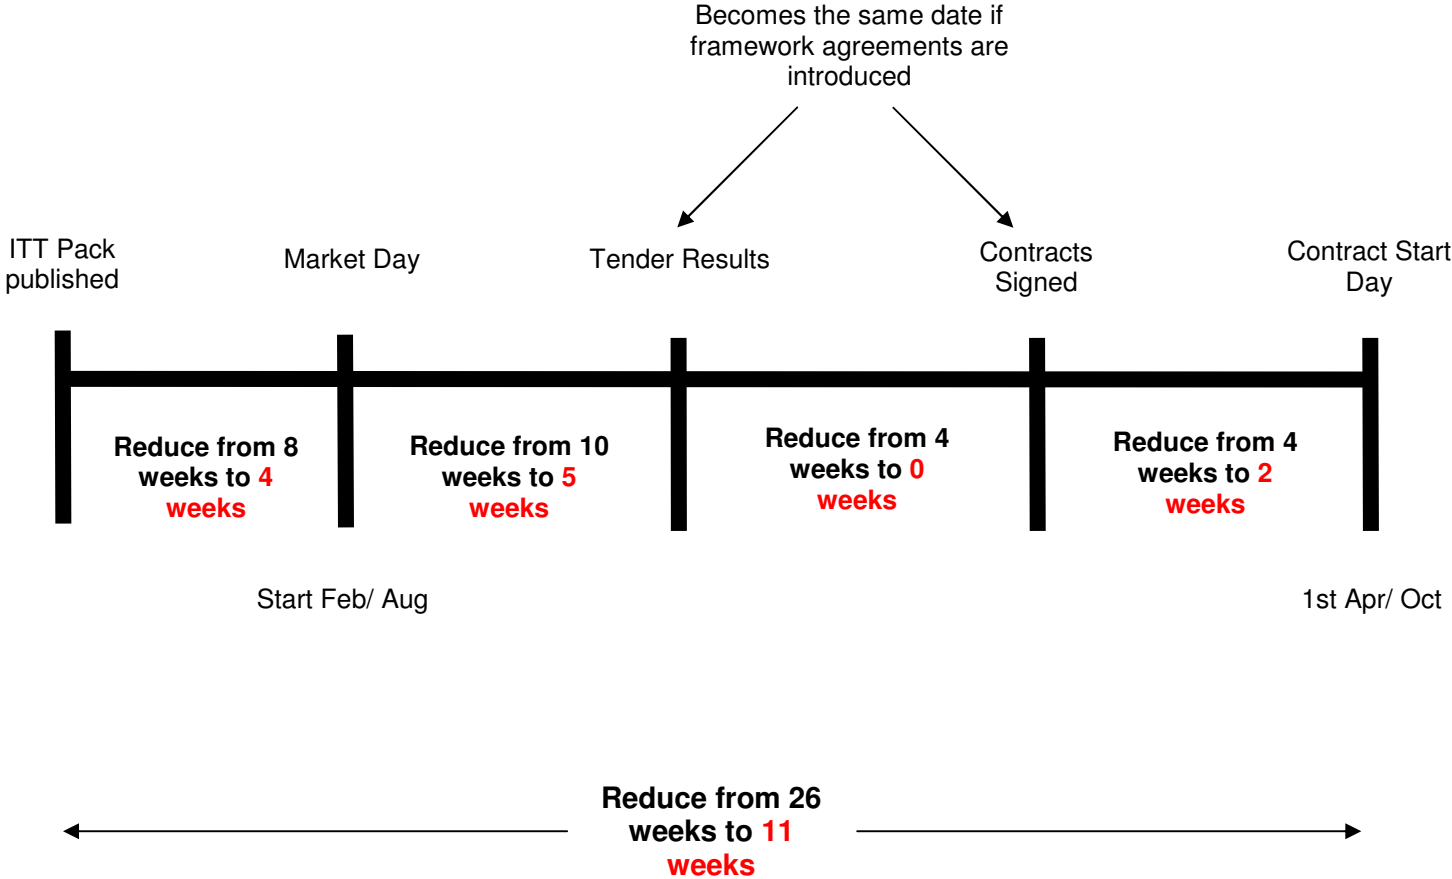 Becomes the same date if
framework agreements are
introduced
ITT Pack
published
Market Day
Tender Results
Contracts
Signed
Contract Start
Day
Reduce from 8
weeks to 4
weeks
Reduce from 10
weeks to 5
weeks
Reduce from 4
weeks to 0
weeks
Reduce from 4
weeks to 2
weeks
Start Feb/ Aug
1st Apr/ Oct
Reduce from 26
weeks to 11
weeks